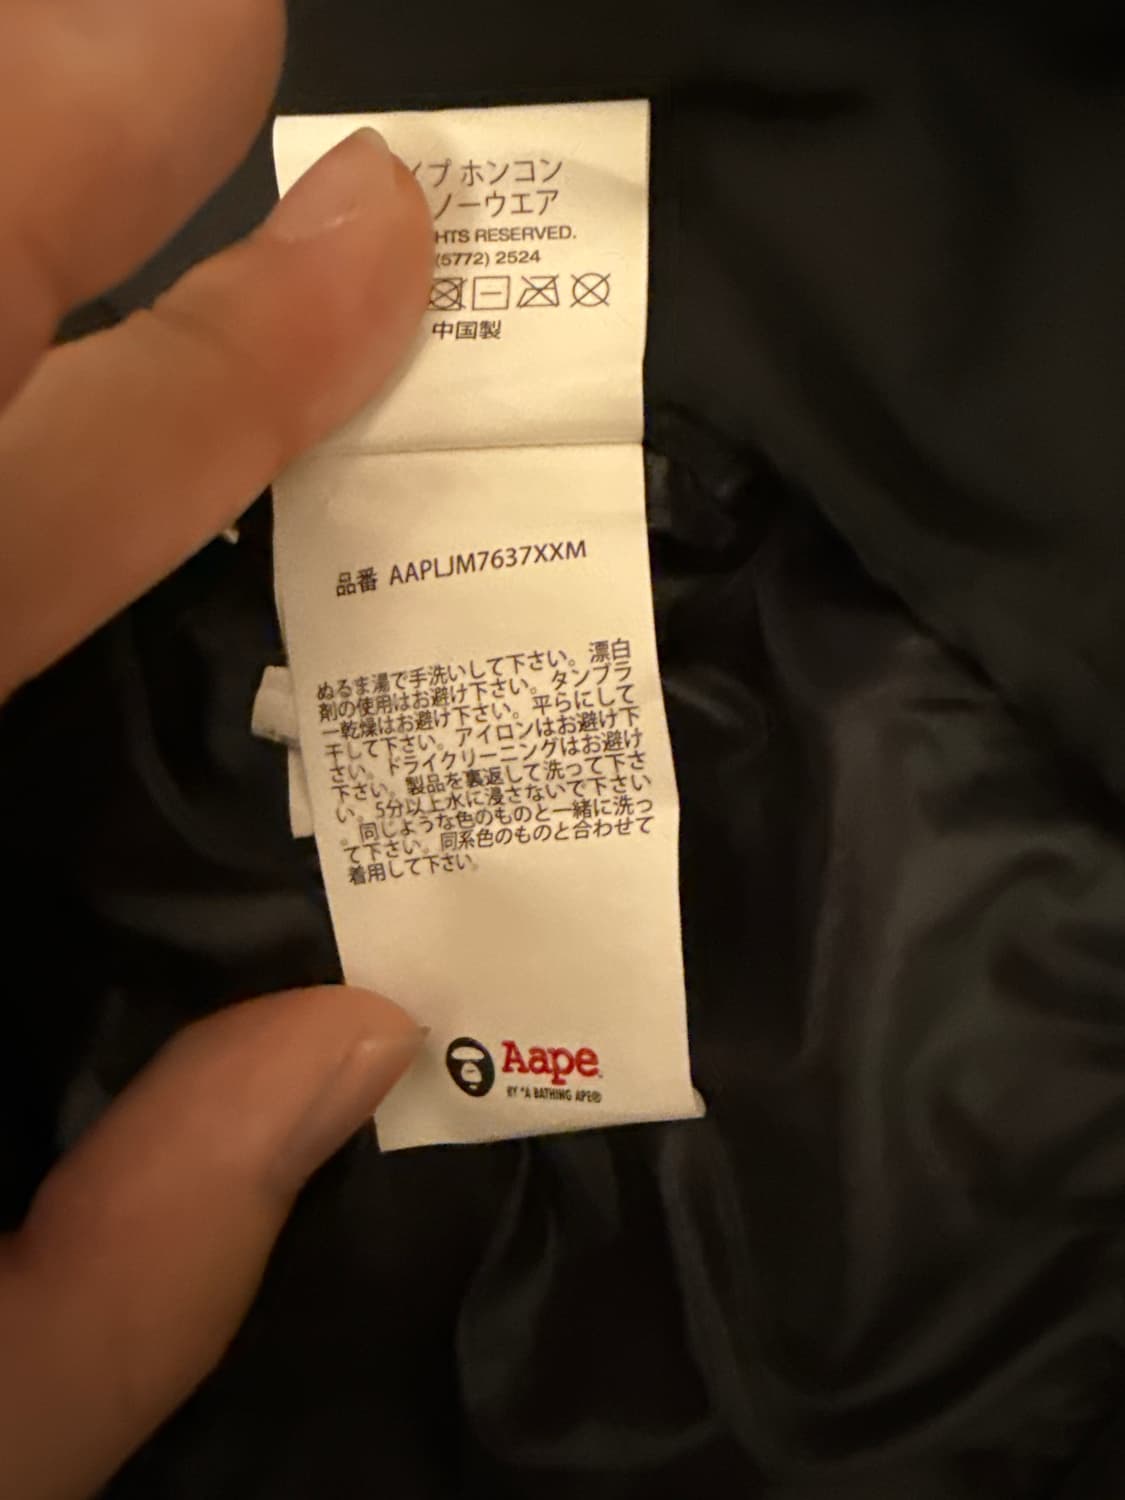 イプ ホンコン
ノーウエア
HTS RESERVED.
(5772) 2524
中国製
品番 AAPLJM7637XXM
ぬるま湯で手洗いして下さい。漂白
剤の使用はお避け下さい。タンブラ
ー乾燥はお避け下さい。平らにして
干して下さい。アイロンはお避け下
さい。ドライクリーニングはお避け
下さい。製品を裏返して洗って下さ
い。5分以上水に浸さないで下さい
。同じような色のものと一緒に洗っ
て下さい。同系色のものと合わせて
着用して下さい。
Aape
BY *A BATHING APE®